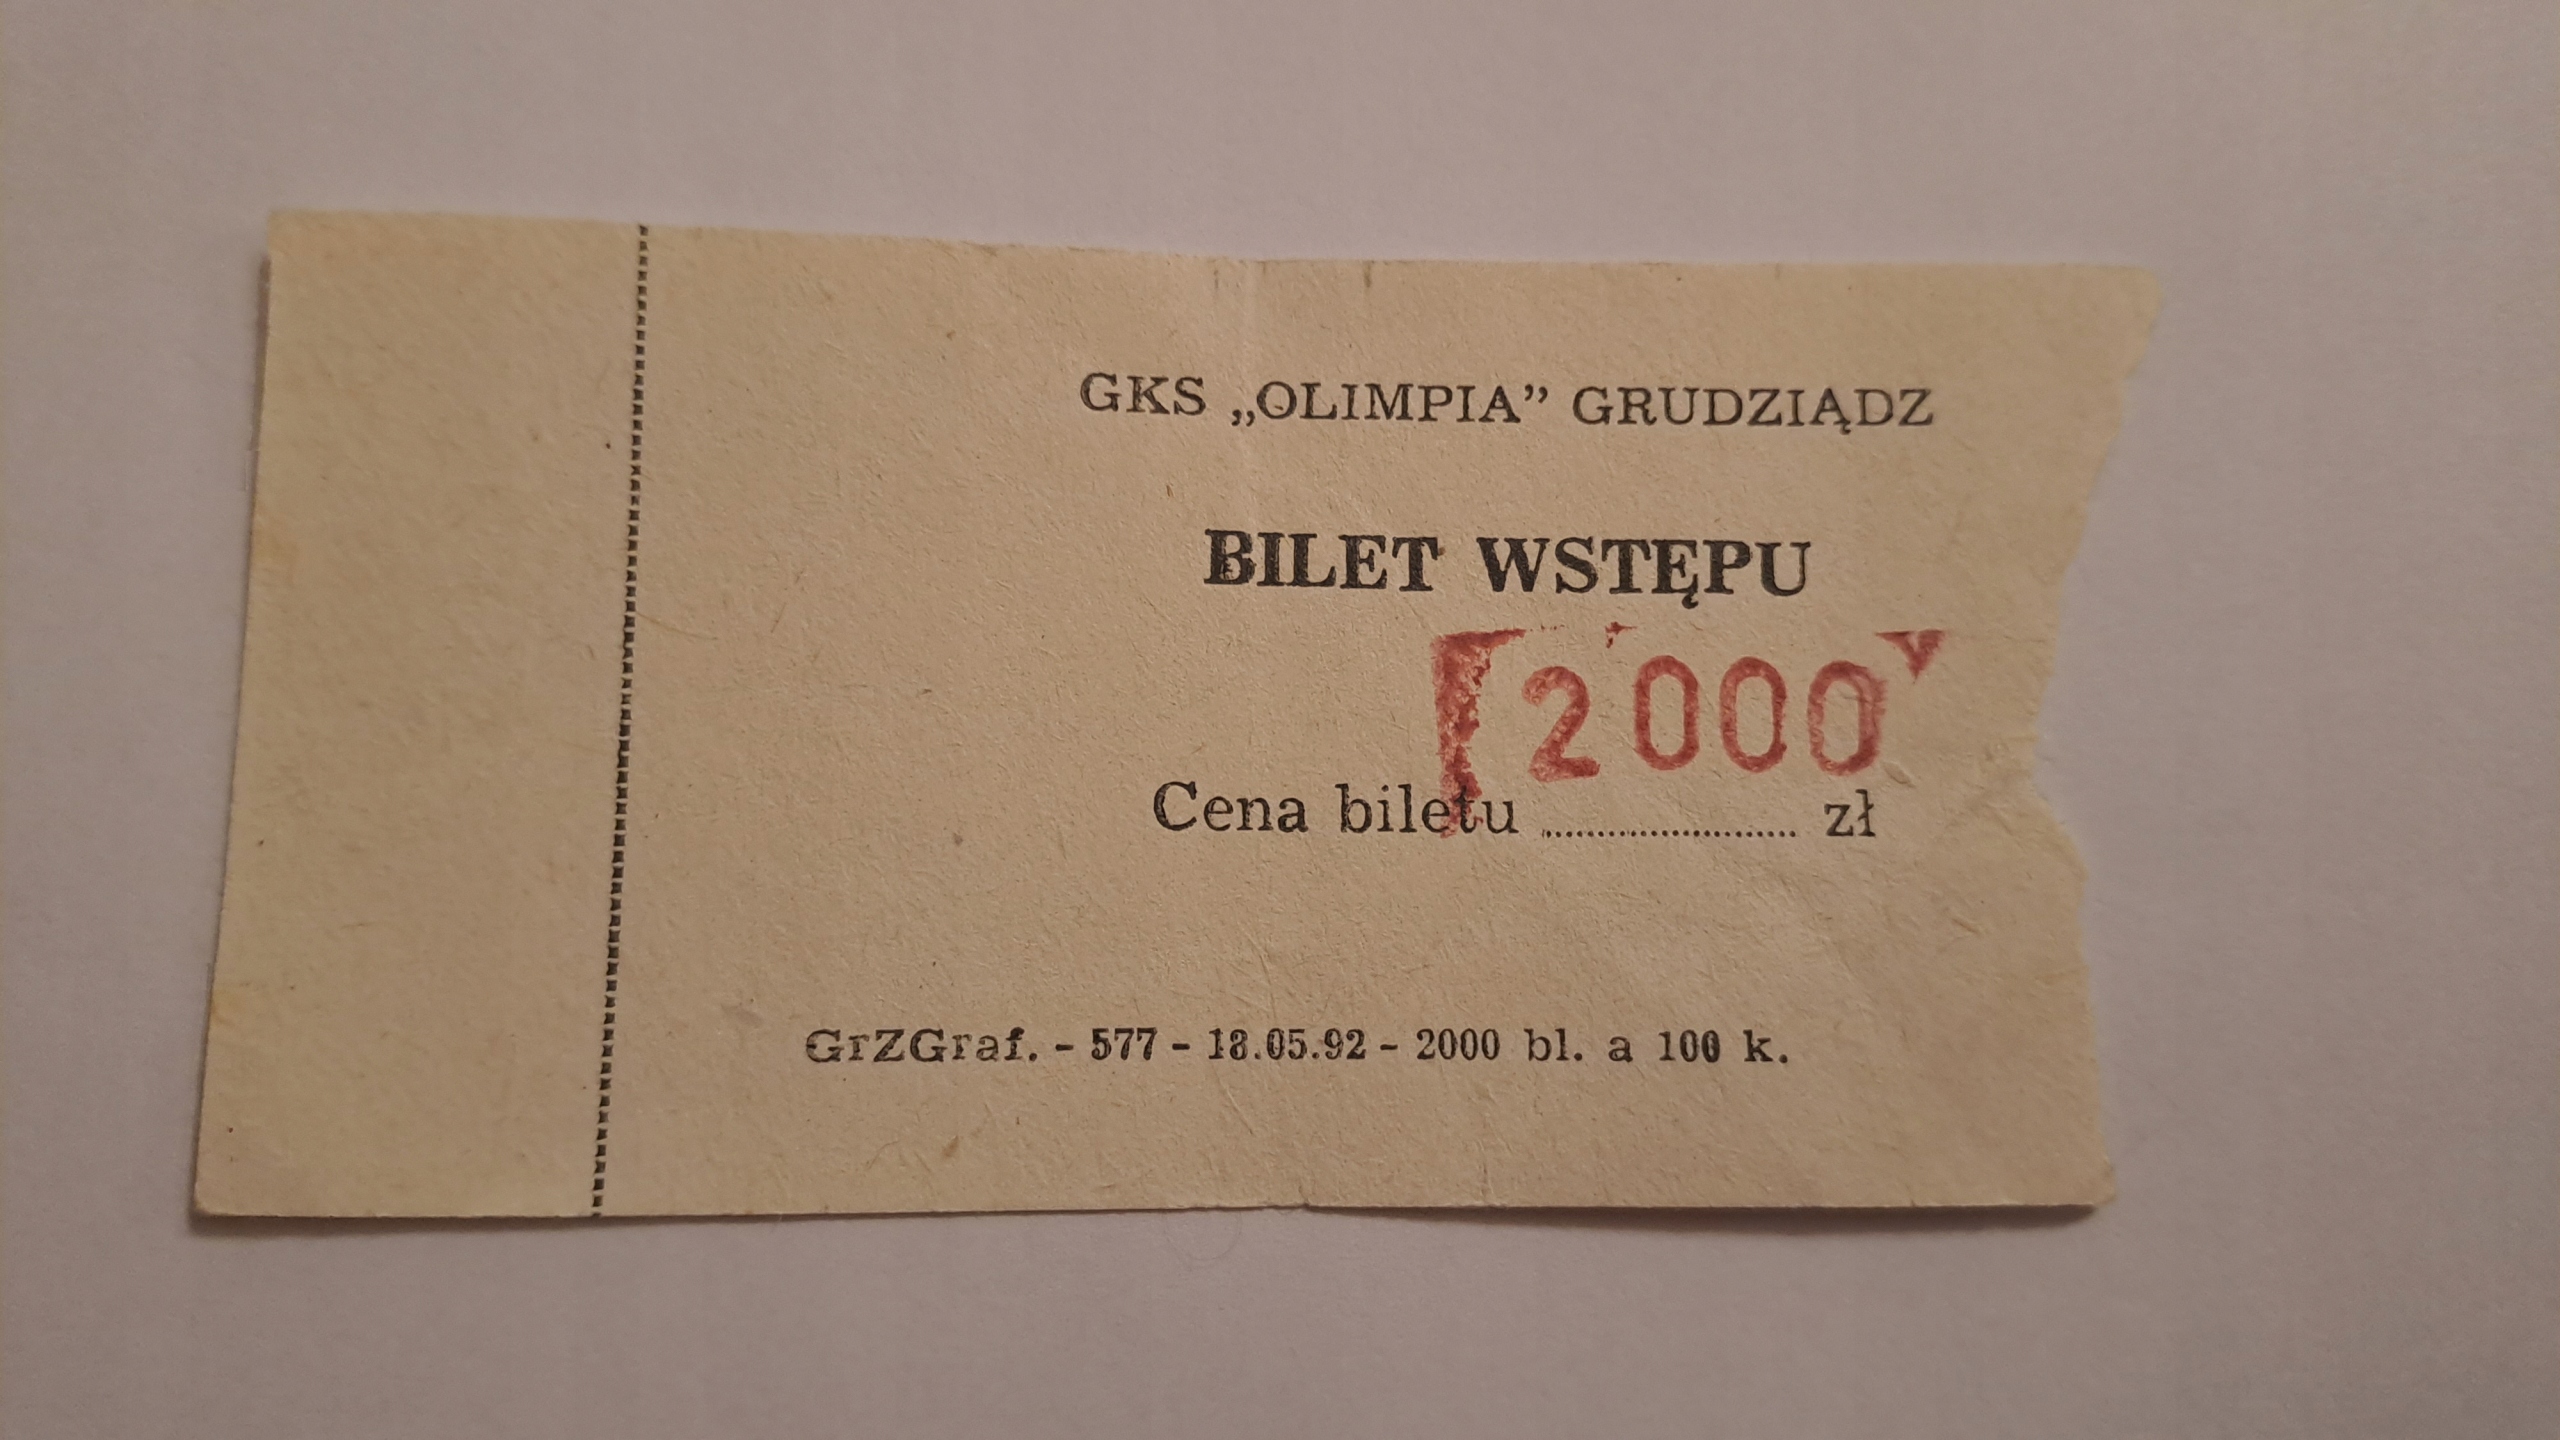 GKS „OLIMPIA” GRUDZIĄDZ
BILET WSTĘPU
2000
Cena biletu .......................... zł
GrZGraf. - 577 - 18.05.92 - 2000 bl. a 100 k.